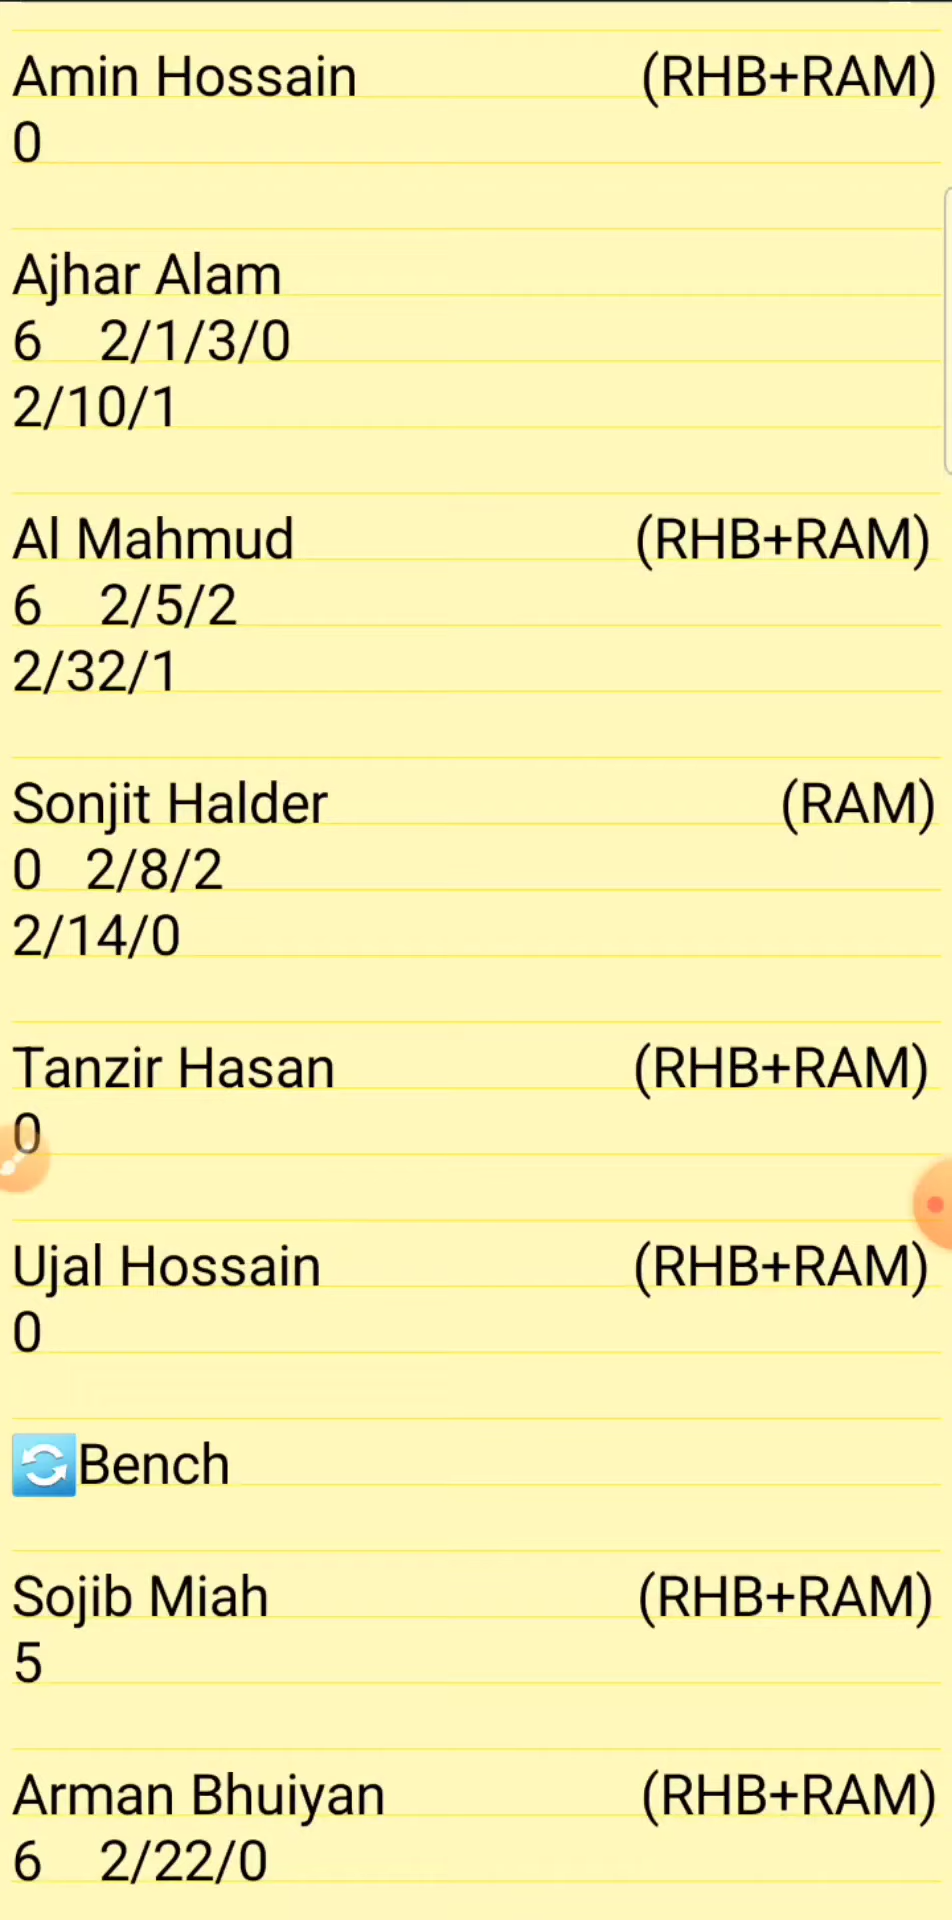 Amin Hossain (RHB+RAM)
0
Ajhar Alam
6 2/1/3/0
2/10/1
Al Mahmud (RHB+RAM)
6 2/5/2
2/32/1
Sonjit Halder (RAM)
0 2/8/2
2/14/0
Tanzir Hasan (RHB+RAM)
0
Ujal Hossain (RHB+RAM)
0
🔄Bench
Sojib Miah (RHB+RAM)
5
Arman Bhuiyan (RHB+RAM)
6 2/22/0